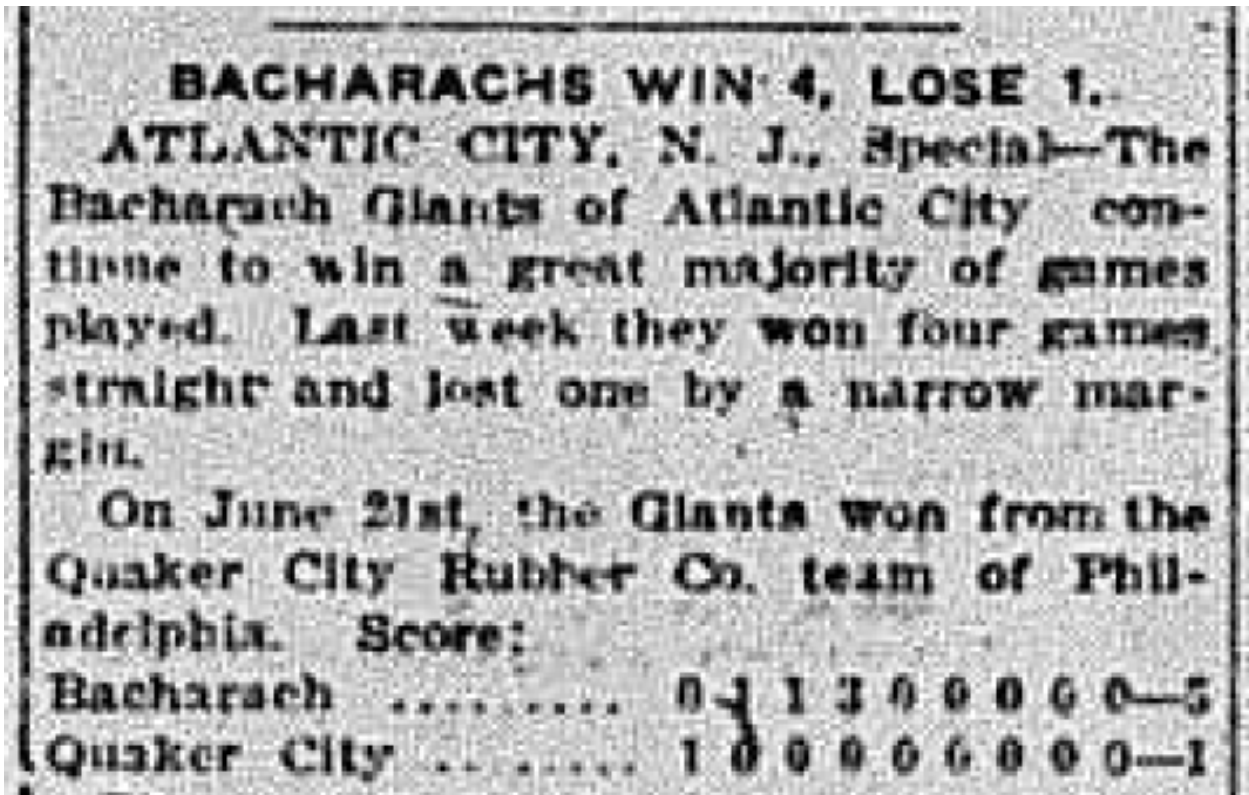 BACHARACHS WIN 4, LOSE 1.
ATLANTIC CITY, N. J., Special—The
Bacharach Giants of Atlantic City con-
tinue to win a great majority of games
played. Last week they won four games
straight and lost one by a narrow mar-
gin.
On June 21st, the Giants won from the
Quaker City Rubber Co. team of Phil-
adelphia. Score:
Bacharach .......... 0 1 1 3 0 0 0 0 0—5
Quaker City .. ...... 1 0 0 0 0 0 0 0 0—1